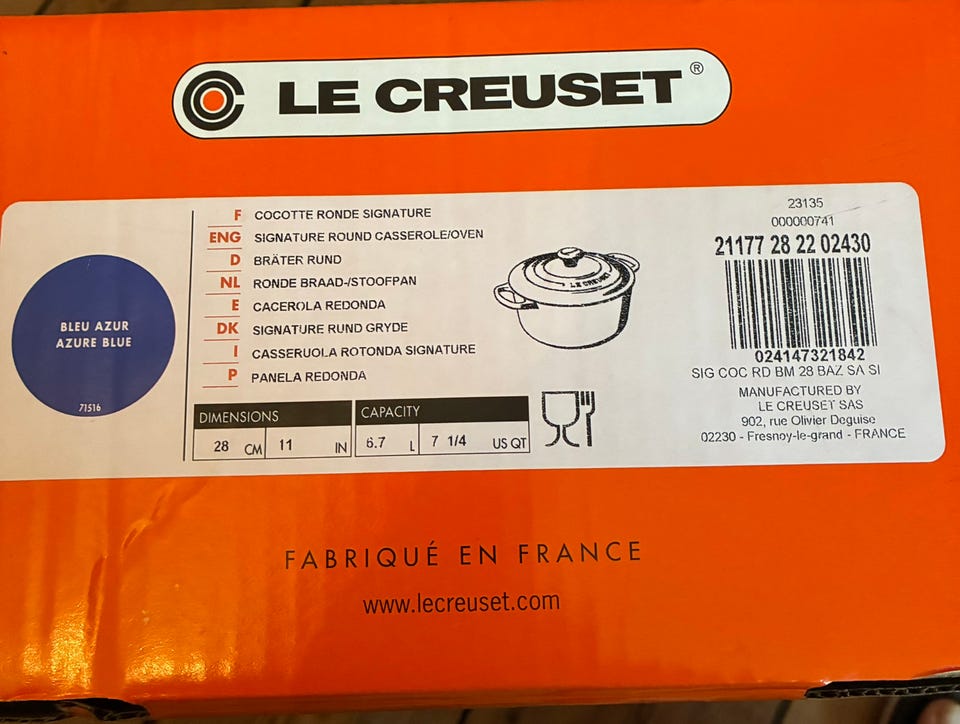 LE CREUSET ®
23135
000000741
21177 28 22 02430
F COCOTTE RONDE SIGNATURE
ENG SIGNATURE ROUND CASSEROLE/OVEN
D BRÄTER RUND
NL RONDE BRAAD-/STOOFPAN
E CACEROLA REDONDA
DK SIGNATURE RUND GRYDE
I CASSERUOLA ROTONDA SIGNATURE
P PANELA REDONDA
BLEU AZUR
AZURE BLUE
71516
LE CREUSET
024147321842
SIG COC RD BM 28 BAZ SA SI
MANUFACTURED BY
LE CREUSET SAS
902, rue Olivier Deguise
02230 - Fresnoy-le-grand - FRANCE
DIMENSIONS CAPACITY
28 CM 11 IN 6.7 L 7 1/4 US QT
FABRIQUÉ EN FRANCE
www.lecreuset.com